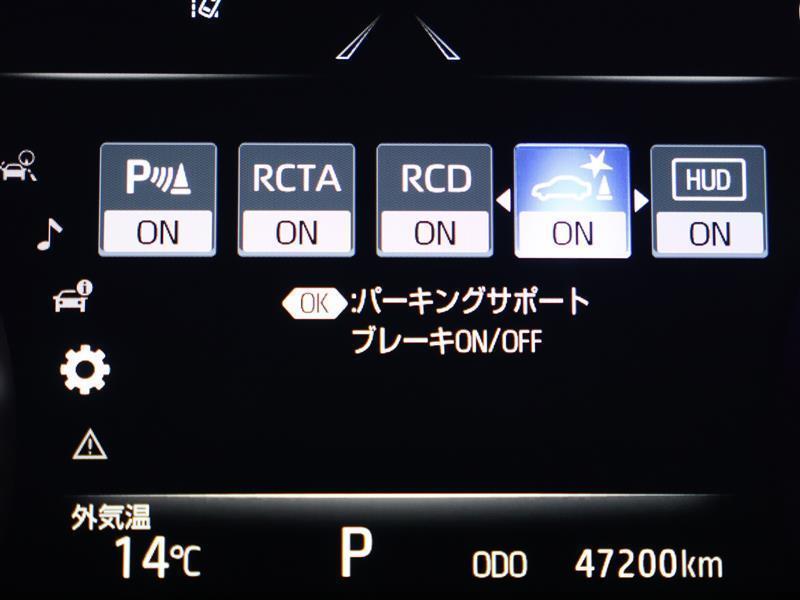 P RCTA RCD HUD
ON ON ON ON ON
OK :パーキングサポート
ブレーキON/OFF
外気温
14℃ P ODO 47200km